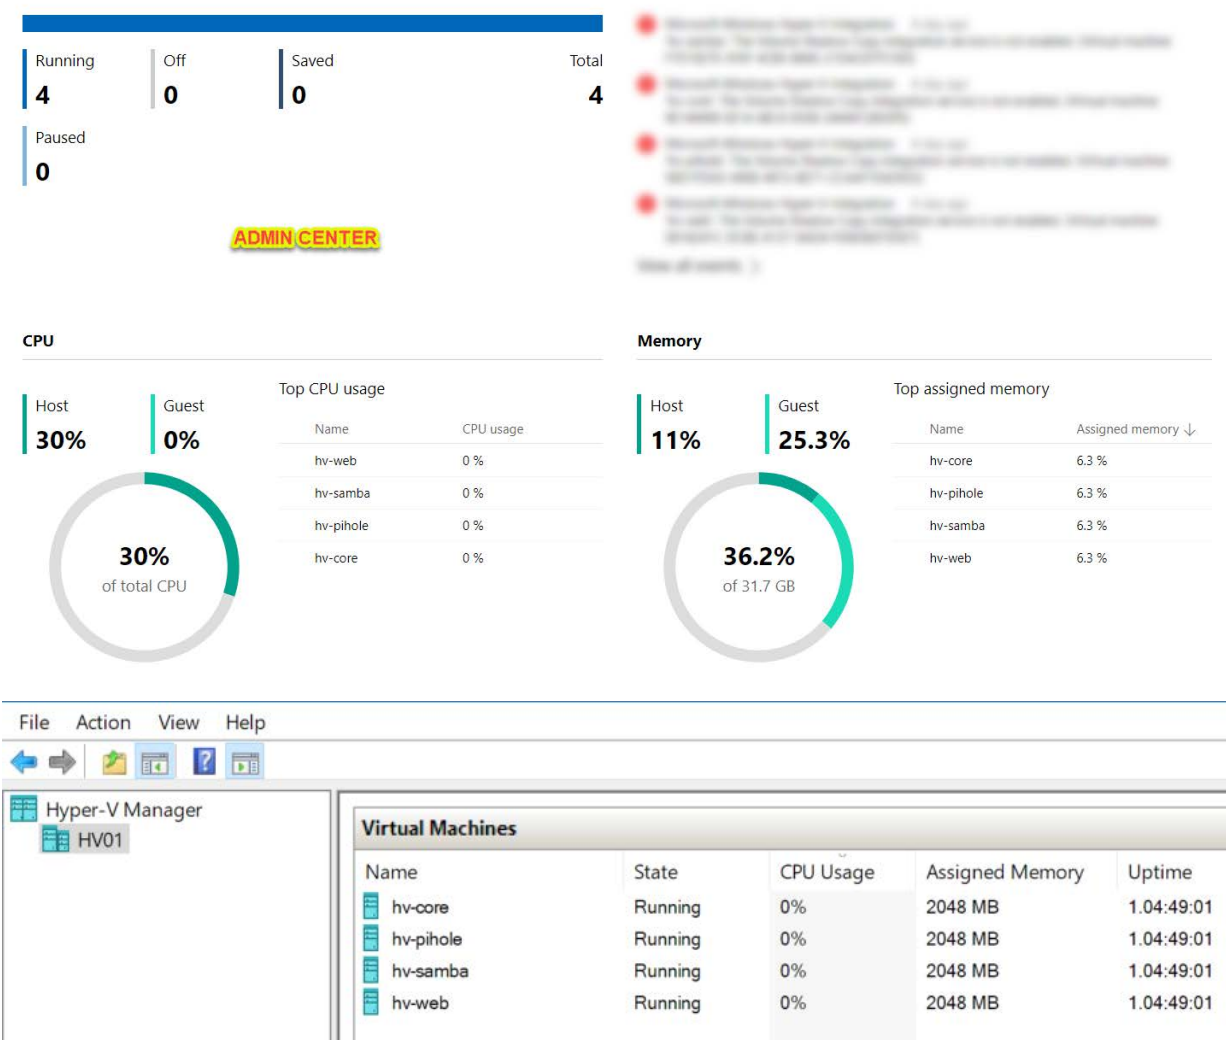 Running Off Saved Total
4 0 0 4
Paused
0
ADMIN CENTER
CPU
Host Guest
30% 0%
Top CPU usage
Name CPU usage
hv-web 0 %
hv-samba 0 %
hv-pihole 0 %
hv-core 0 %
30%
of total CPU
Memory
Host Guest
11% 25.3%
Top assigned memory
Name Assigned memory
hv-core 6.3 %
hv-pihole 6.3 %
hv-samba 6.3 %
hv-web 6.3 %
36.2%
of 31.7 GB
File Action View Help
Hyper-V Manager
HV01
Virtual Machines
Name State CPU Usage Assigned Memory Uptime
hv-core Running 0% 2048 MB 1.04:49:01
hv-pihole Running 0% 2048 MB 1.04:49:01
hv-samba Running 0% 2048 MB 1.04:49:01
hv-web Running 0% 2048 MB 1.04:49:01